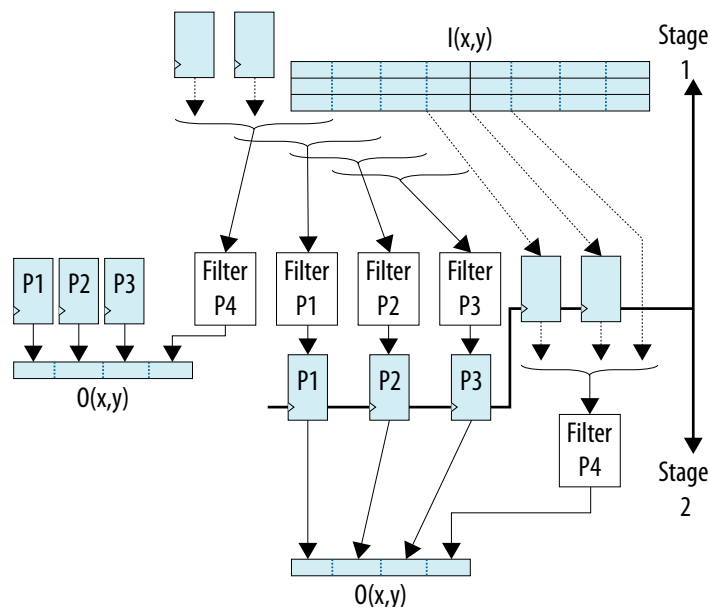 I(x,y)
Stage
1
P1
P2
P3
Filter
P4
Filter
P1
Filter
P2
Filter
P3
O(x,y)
P1
P2
P3
Filter
P4
Stage
2
O(x,y)